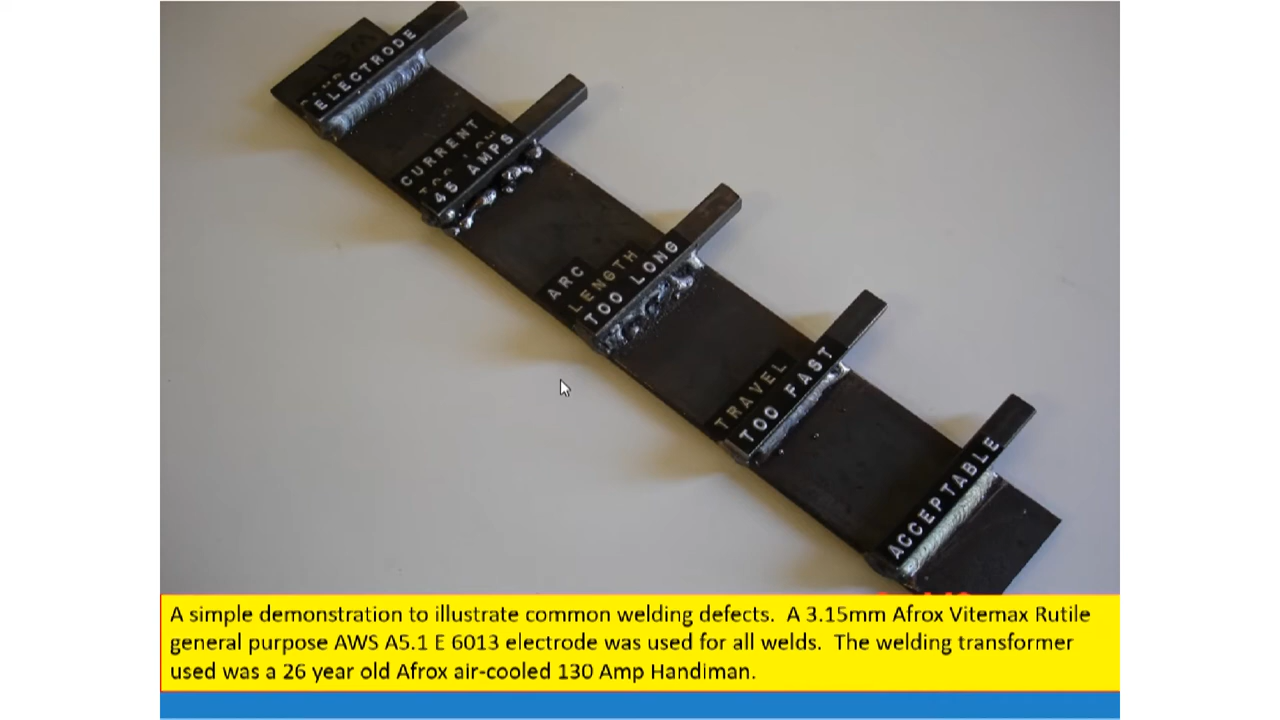 ELECTRODE
CURRENT
TOO LOW
45 AMPS
ARC
LENGTH
TOO LONG
TRAVEL
TOO FAST
ACCEPTABLE
A simple demonstration to illustrate common welding defects.  A 3.15mm Afrox Vitemax Rutile
general purpose AWS A5.1 E 6013 electrode was used for all welds.  The welding transformer
used was a 26 year old Afrox air-cooled 130 Amp Handiman.